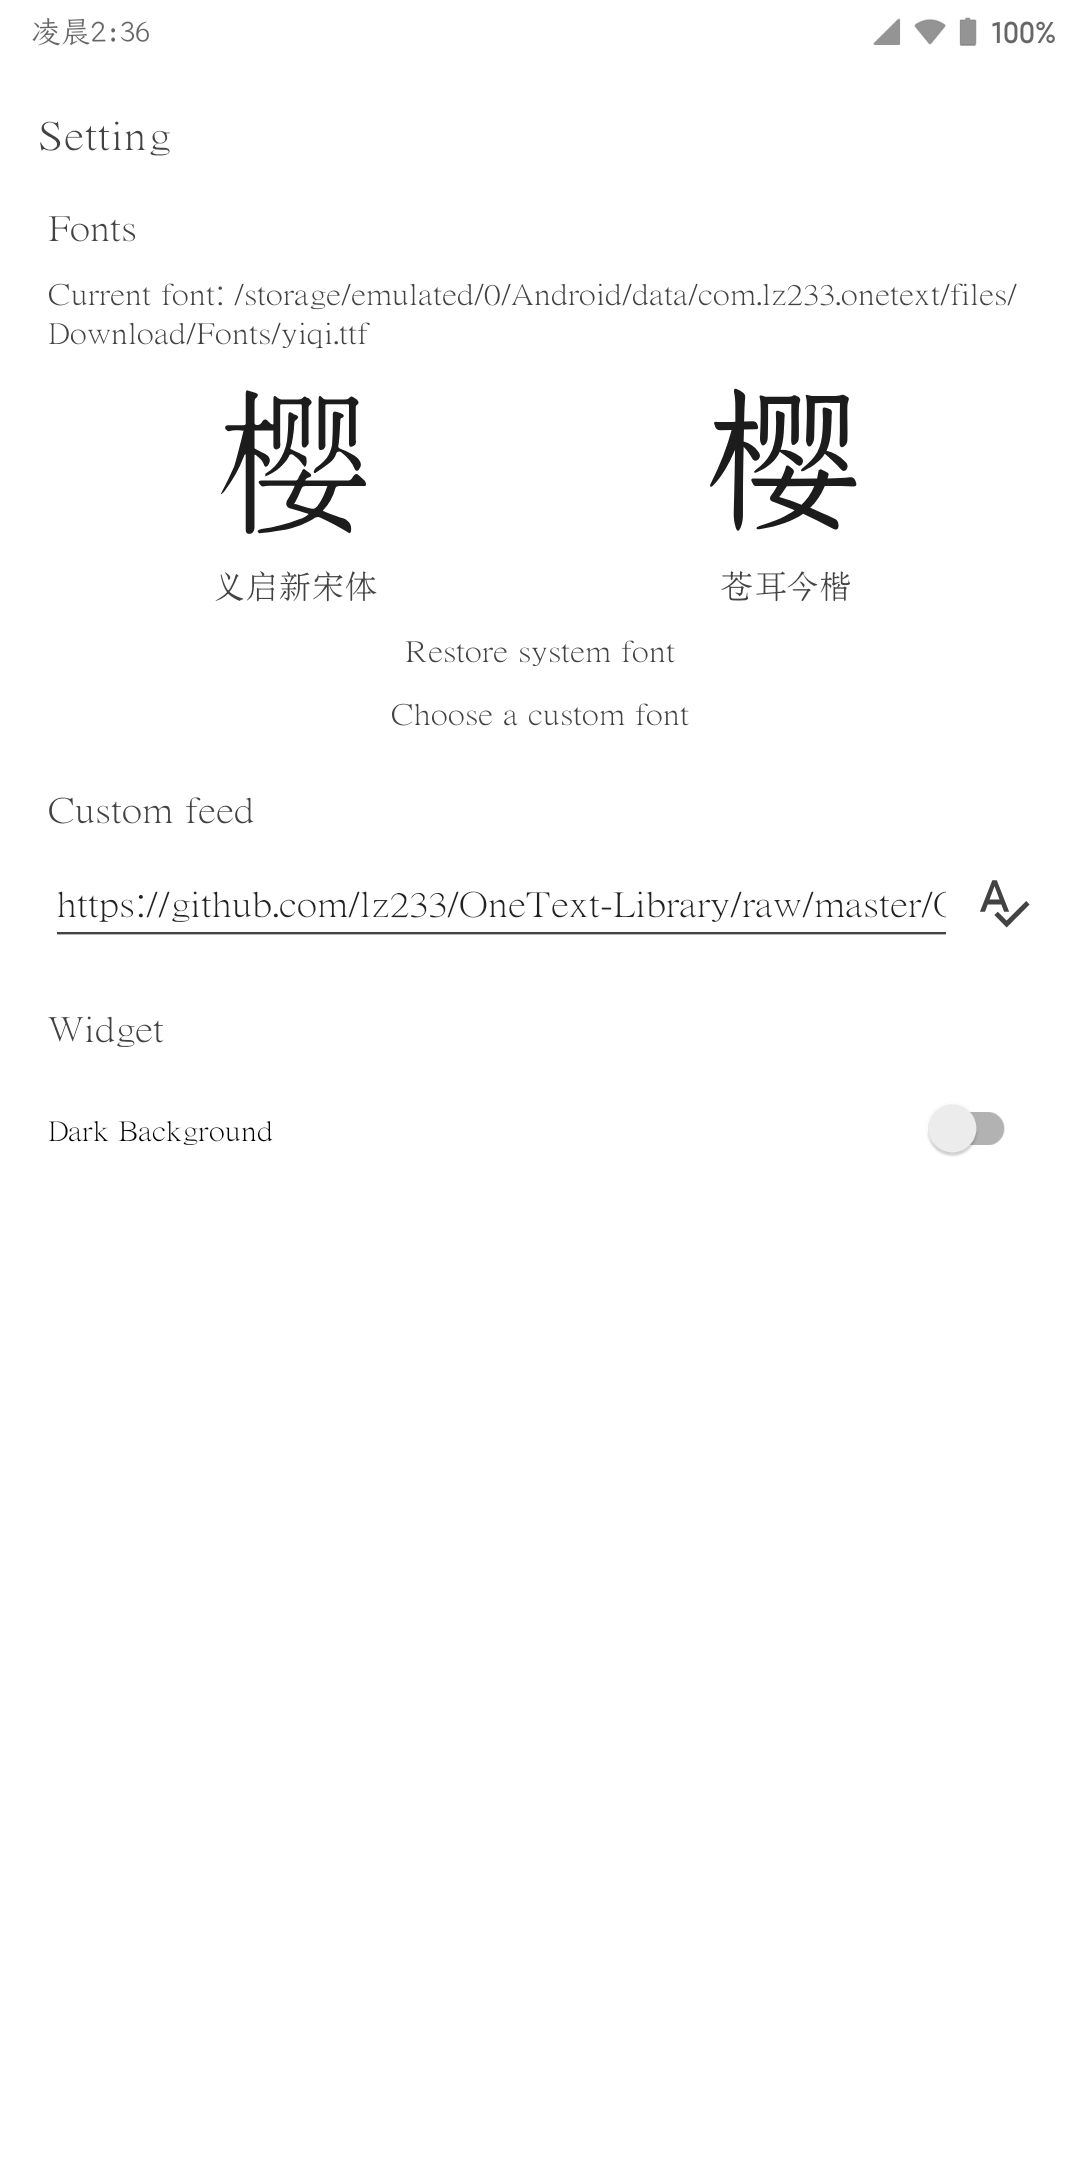 凌晨2:36 100%
Setting
Fonts
Current font: /storage/emulated/0/Android/data/com.lz233.onetext/files/
Download/Fonts/yiqi.ttf
樱 樱
义启新宋体 苍耳今楷
Restore system font
Choose a custom font
Custom feed
https://github.com/lz233/OneText-Library/raw/master/
Widget
Dark Background